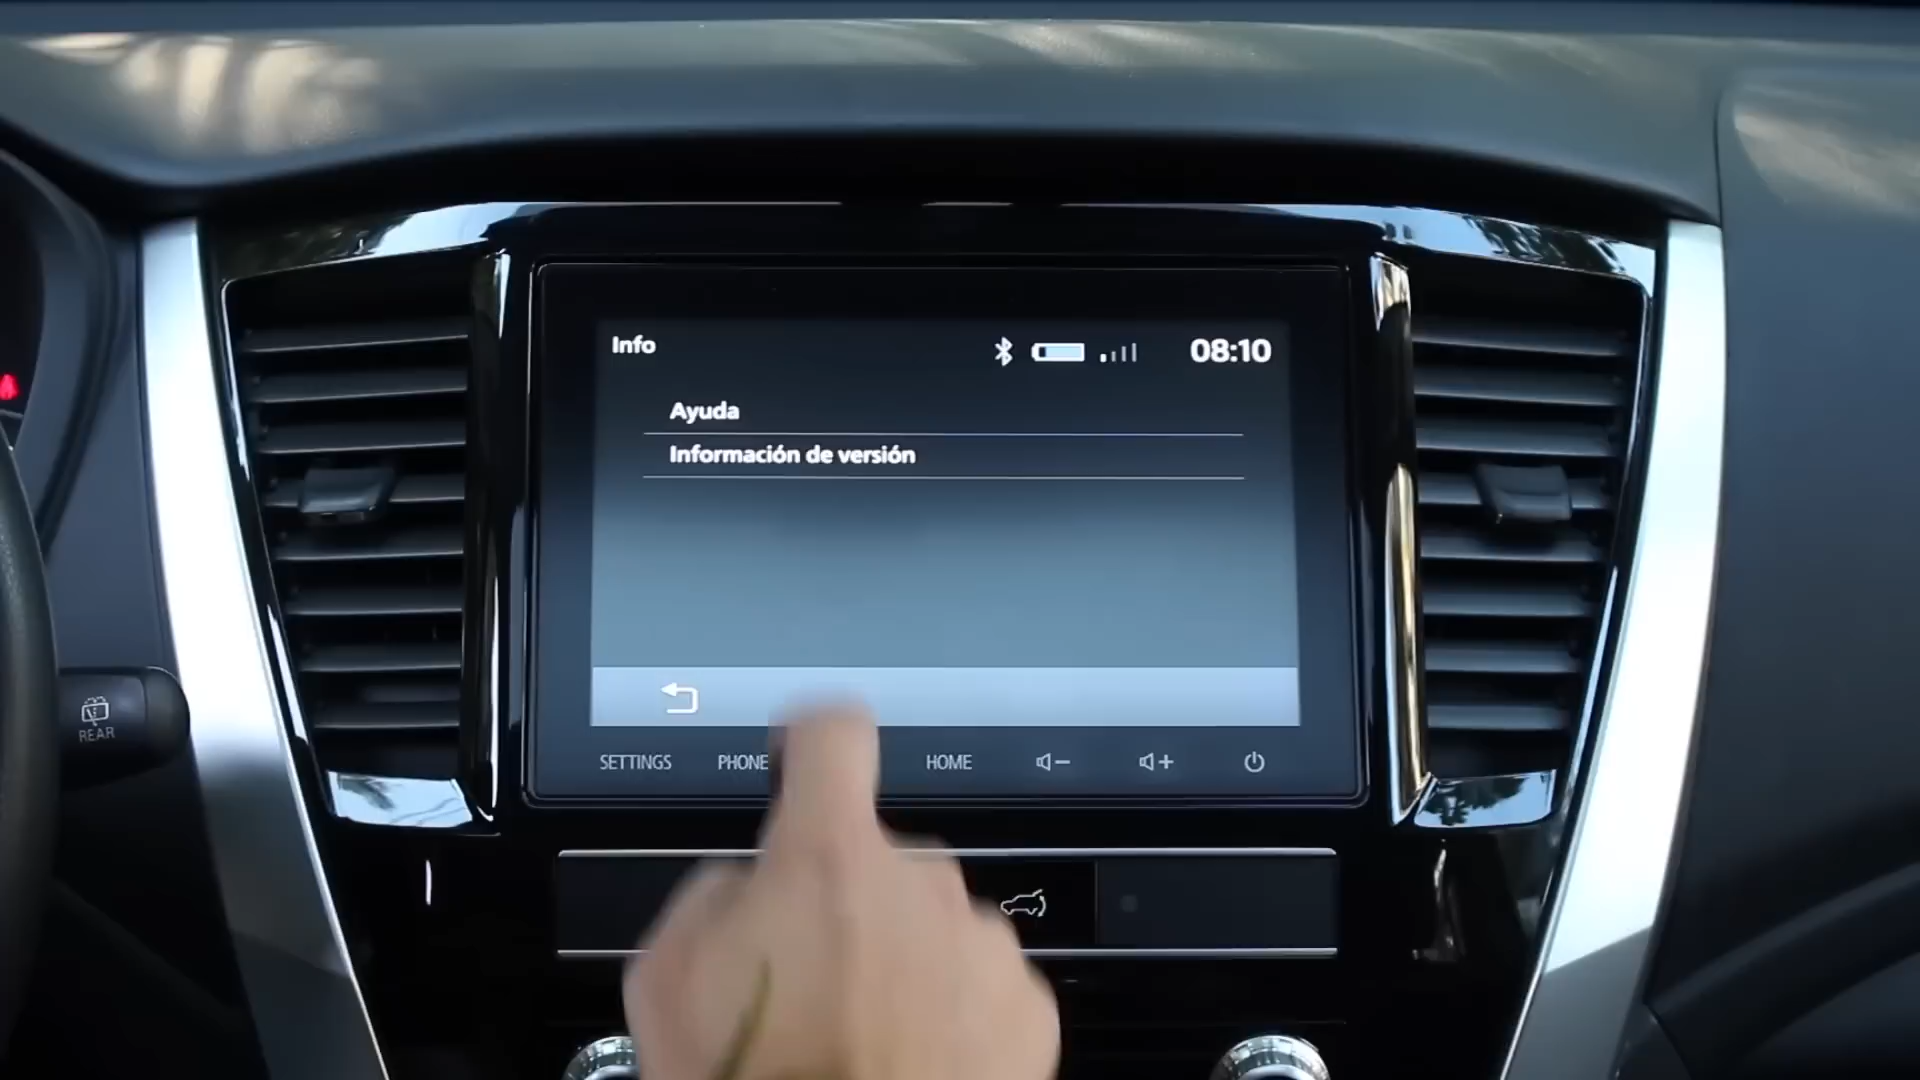 Info
08:10
Ayuda
Información de versión
SETTINGS PHONE HOME
REAR